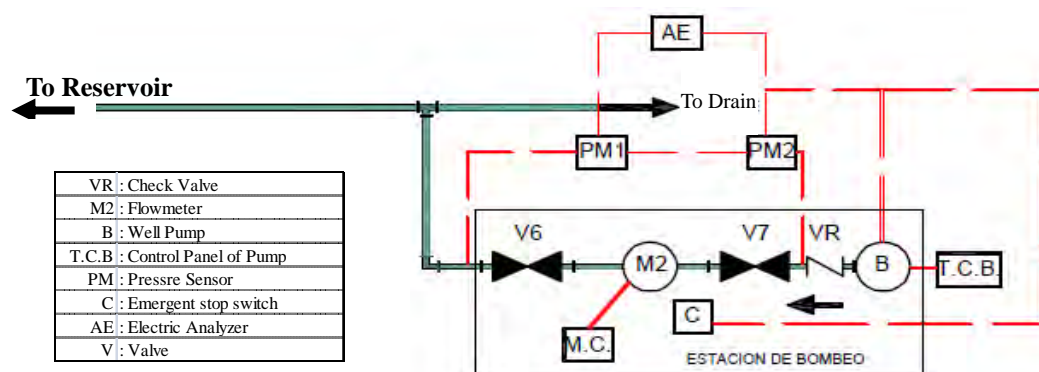 AE
To Reservoir
To Drain
PM1
PM2
VR : Check Valve
M2 : Flowmeter
B : Well Pump
T.C.B : Control Panel of Pump
PM : Pressre Sensor
C : Emergent stop switch
AE : Electric Analyzer
V : Valve
V6
V7
VR
M2
B
T.C.B.
C
M.C.
ESTACION DE BOMBEO